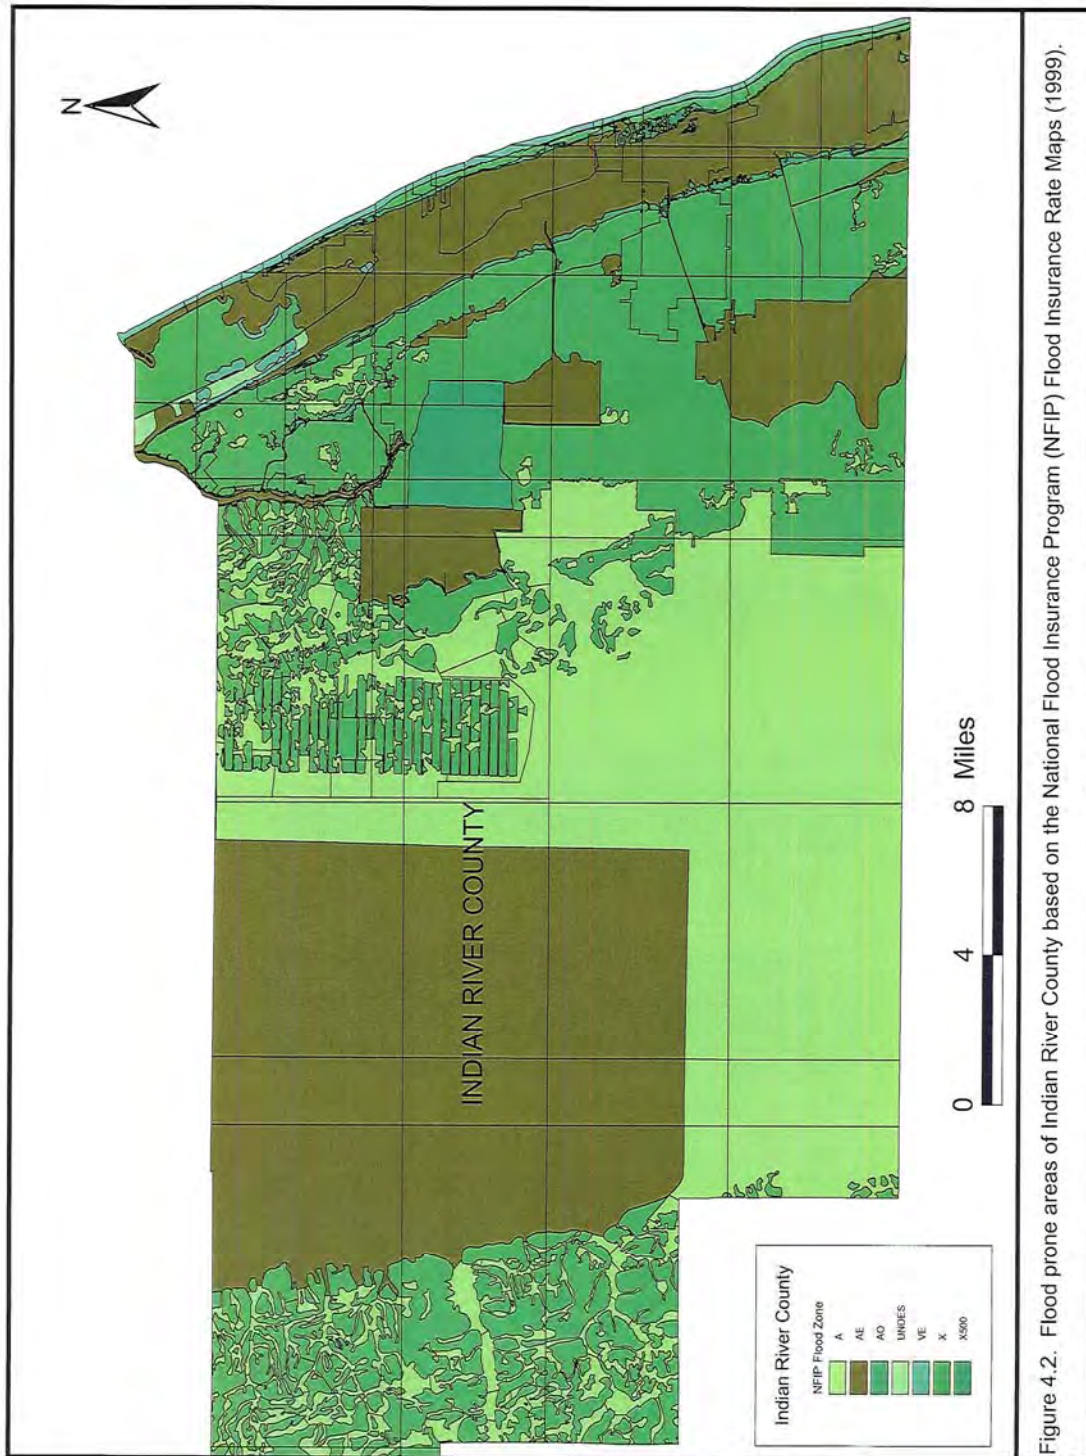 N
INDIAN RIVER COUNTY
0 4 8 Miles
Indian River County
NFIP Flood Zone
A
AE
AO
UNDES
VE
X
X500
Figure 4.2. Flood prone areas of Indian River County based on the National Flood Insurance Program (NFIP) Flood Insurance Rate Maps (1999).